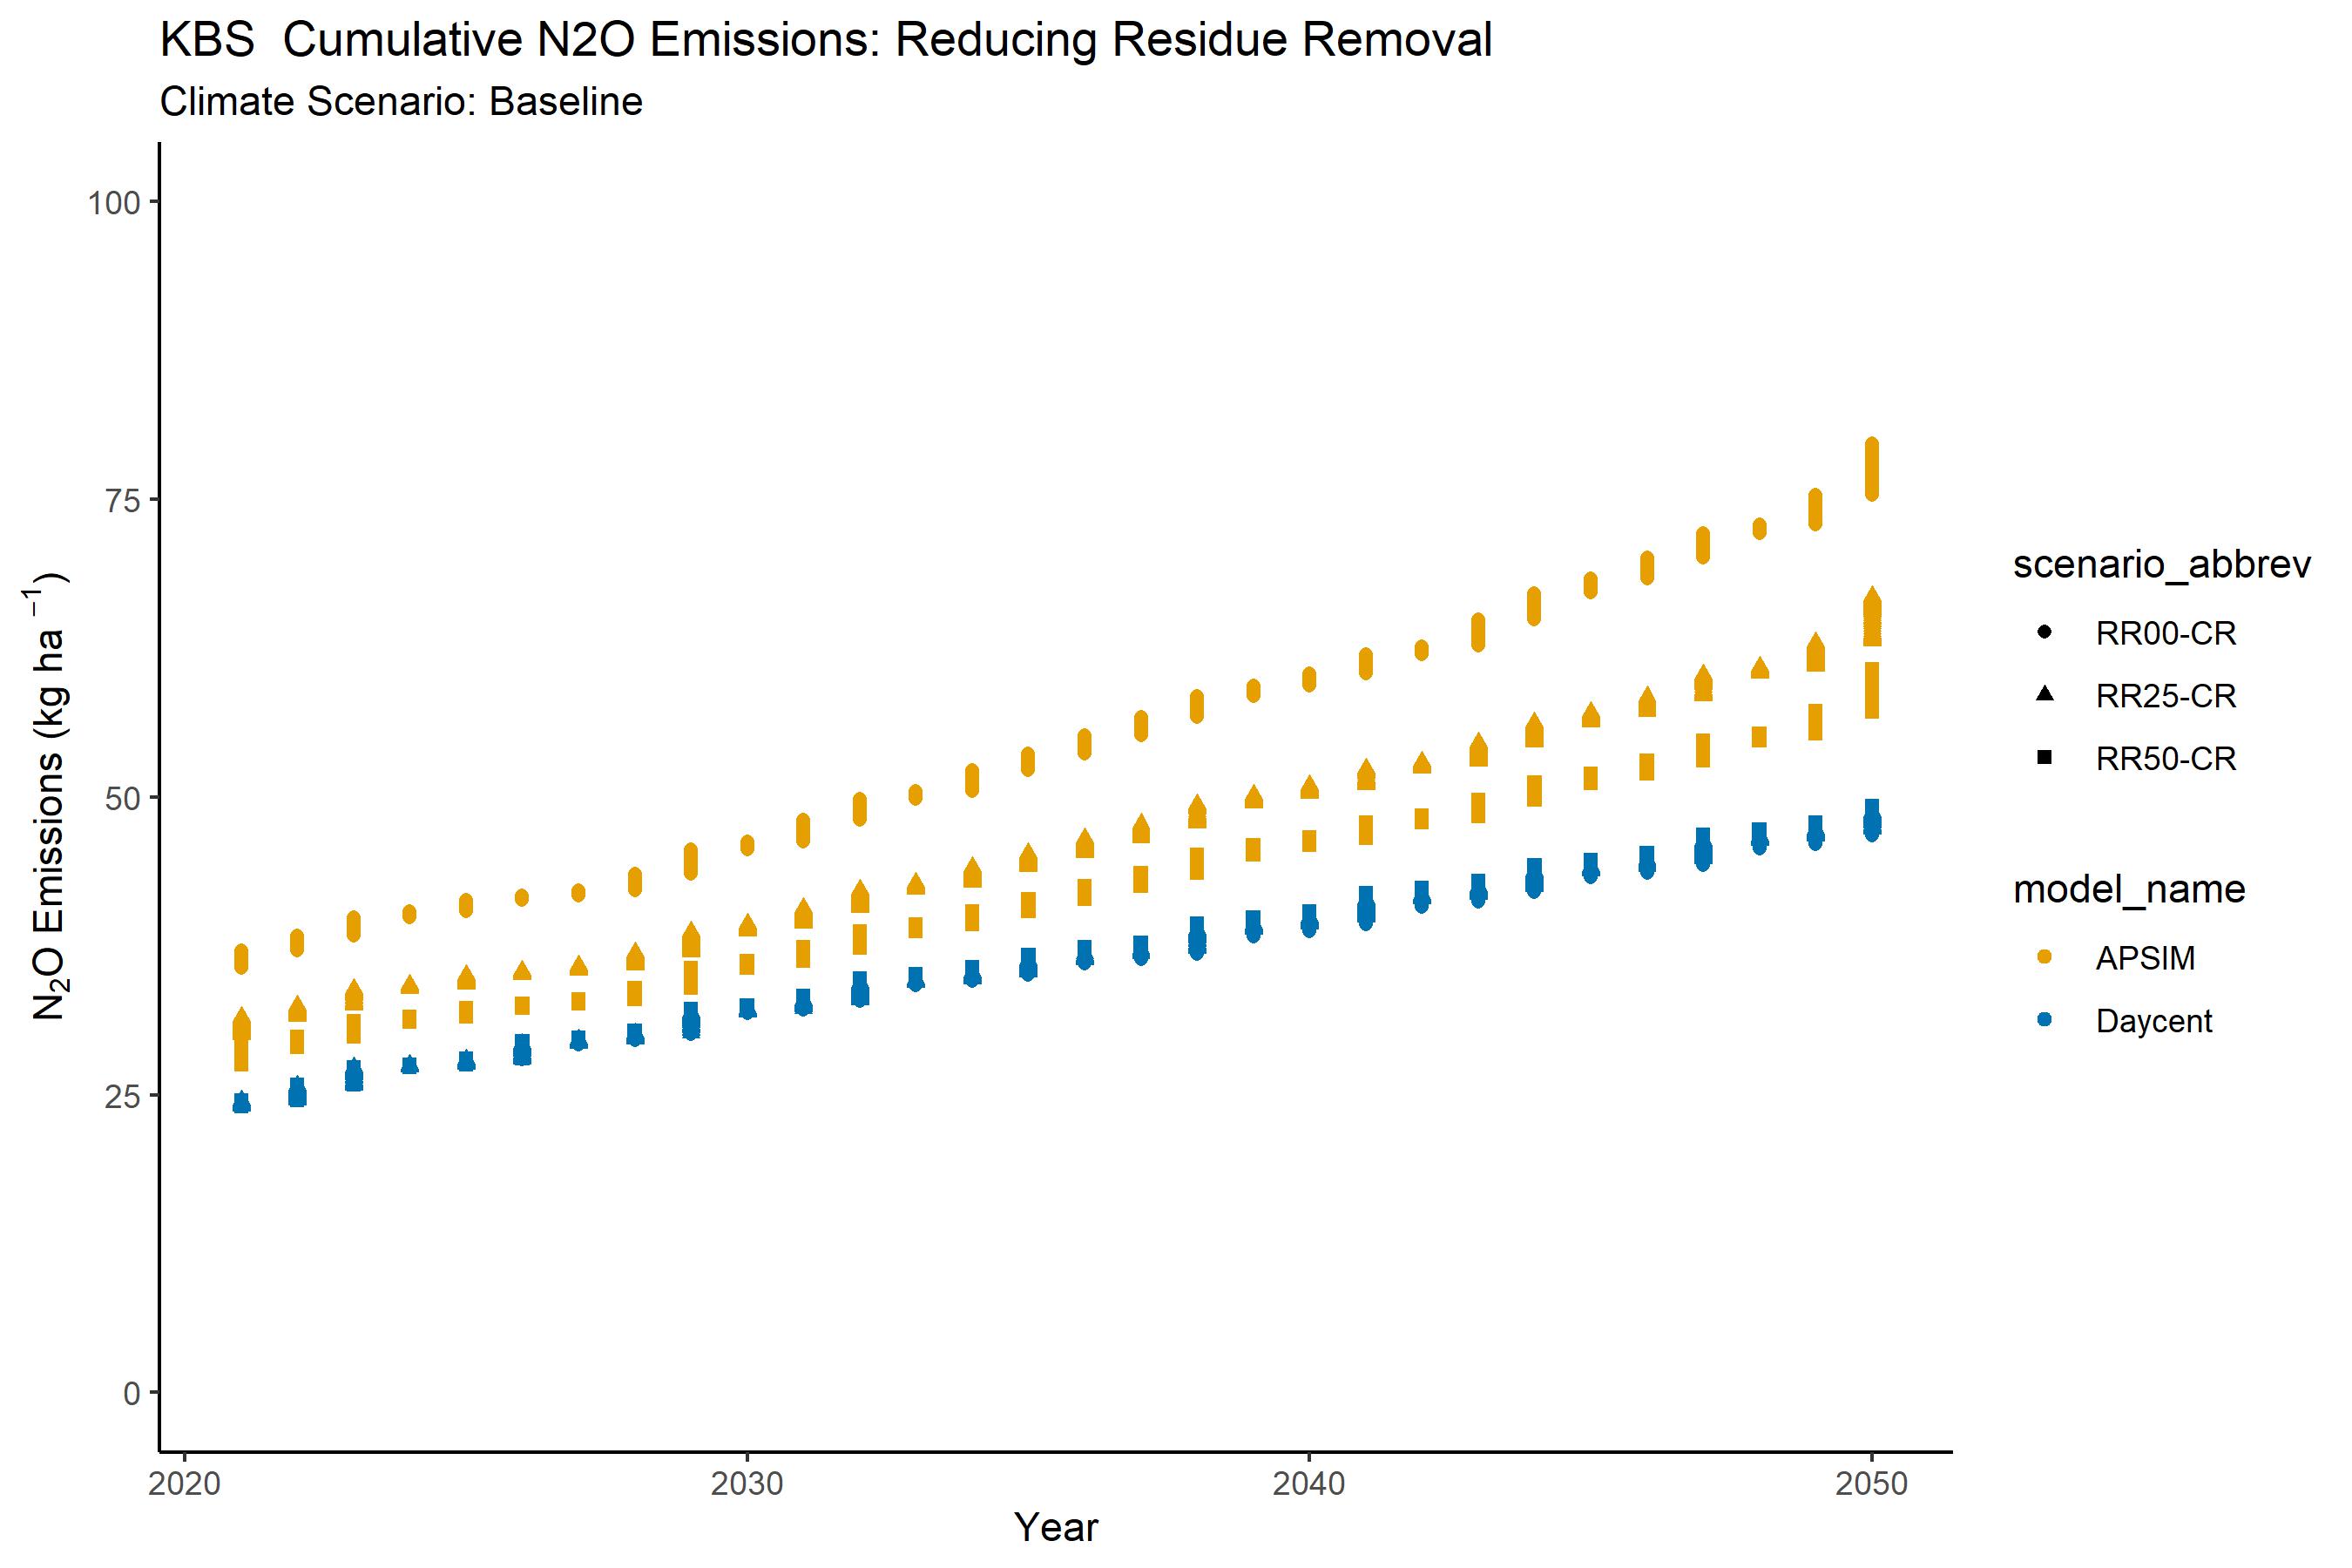 KBS  Cumulative N2O Emissions: Reducing Residue Removal
Climate Scenario: Baseline
N₂O Emissions (kg ha ⁻¹)
100
75
50
25
0
2020
2030
2040
2050
Year
scenario_abbrev
RR00-CR
RR25-CR
RR50-CR
model_name
APSIM
Daycent